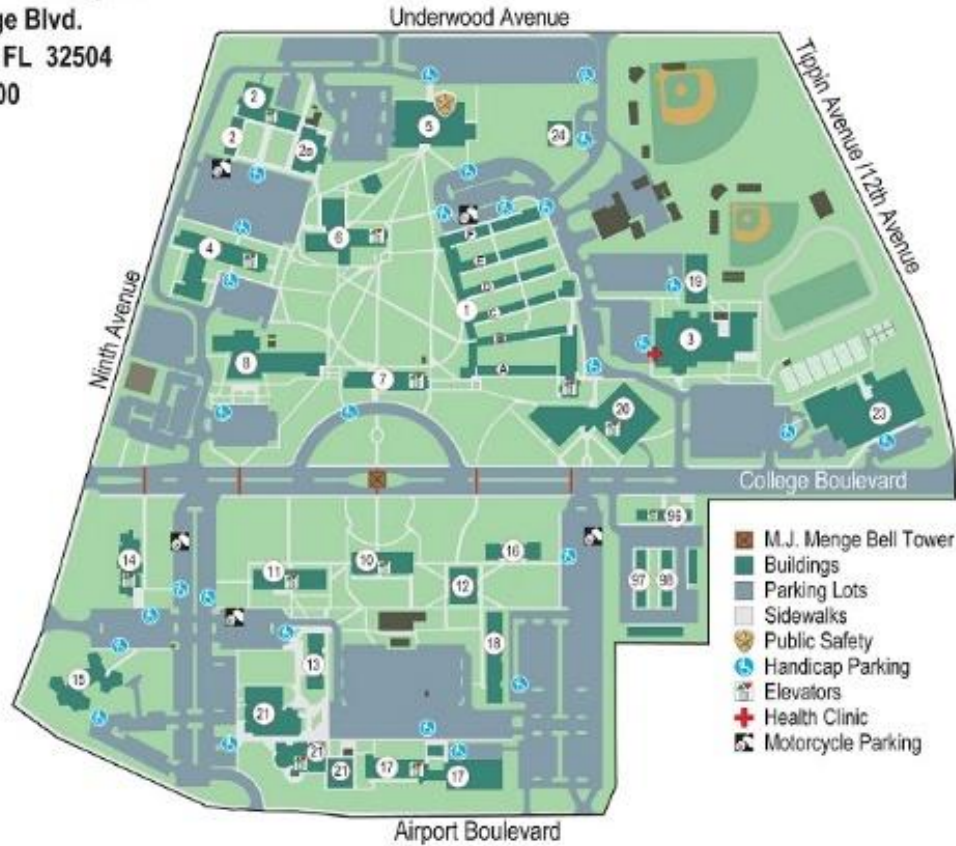 ge Blvd.
FL 32504
00
Underwood Avenue
Tippin Avenue /12th Avenue
Ninth Avenue
2
2
2a
5
24
4
6
F
E
D
C
B
A
1
19
3
8
7
20
23
College Boulevard
96
97
98
14
11
10
16
12
13
18
15
21
21
21
17
17
M.J. Menge Bell Tower
Buildings
Parking Lots
Sidewalks
Public Safety
Handicap Parking
Elevators
Health Clinic
Motorcycle Parking
Airport Boulevard